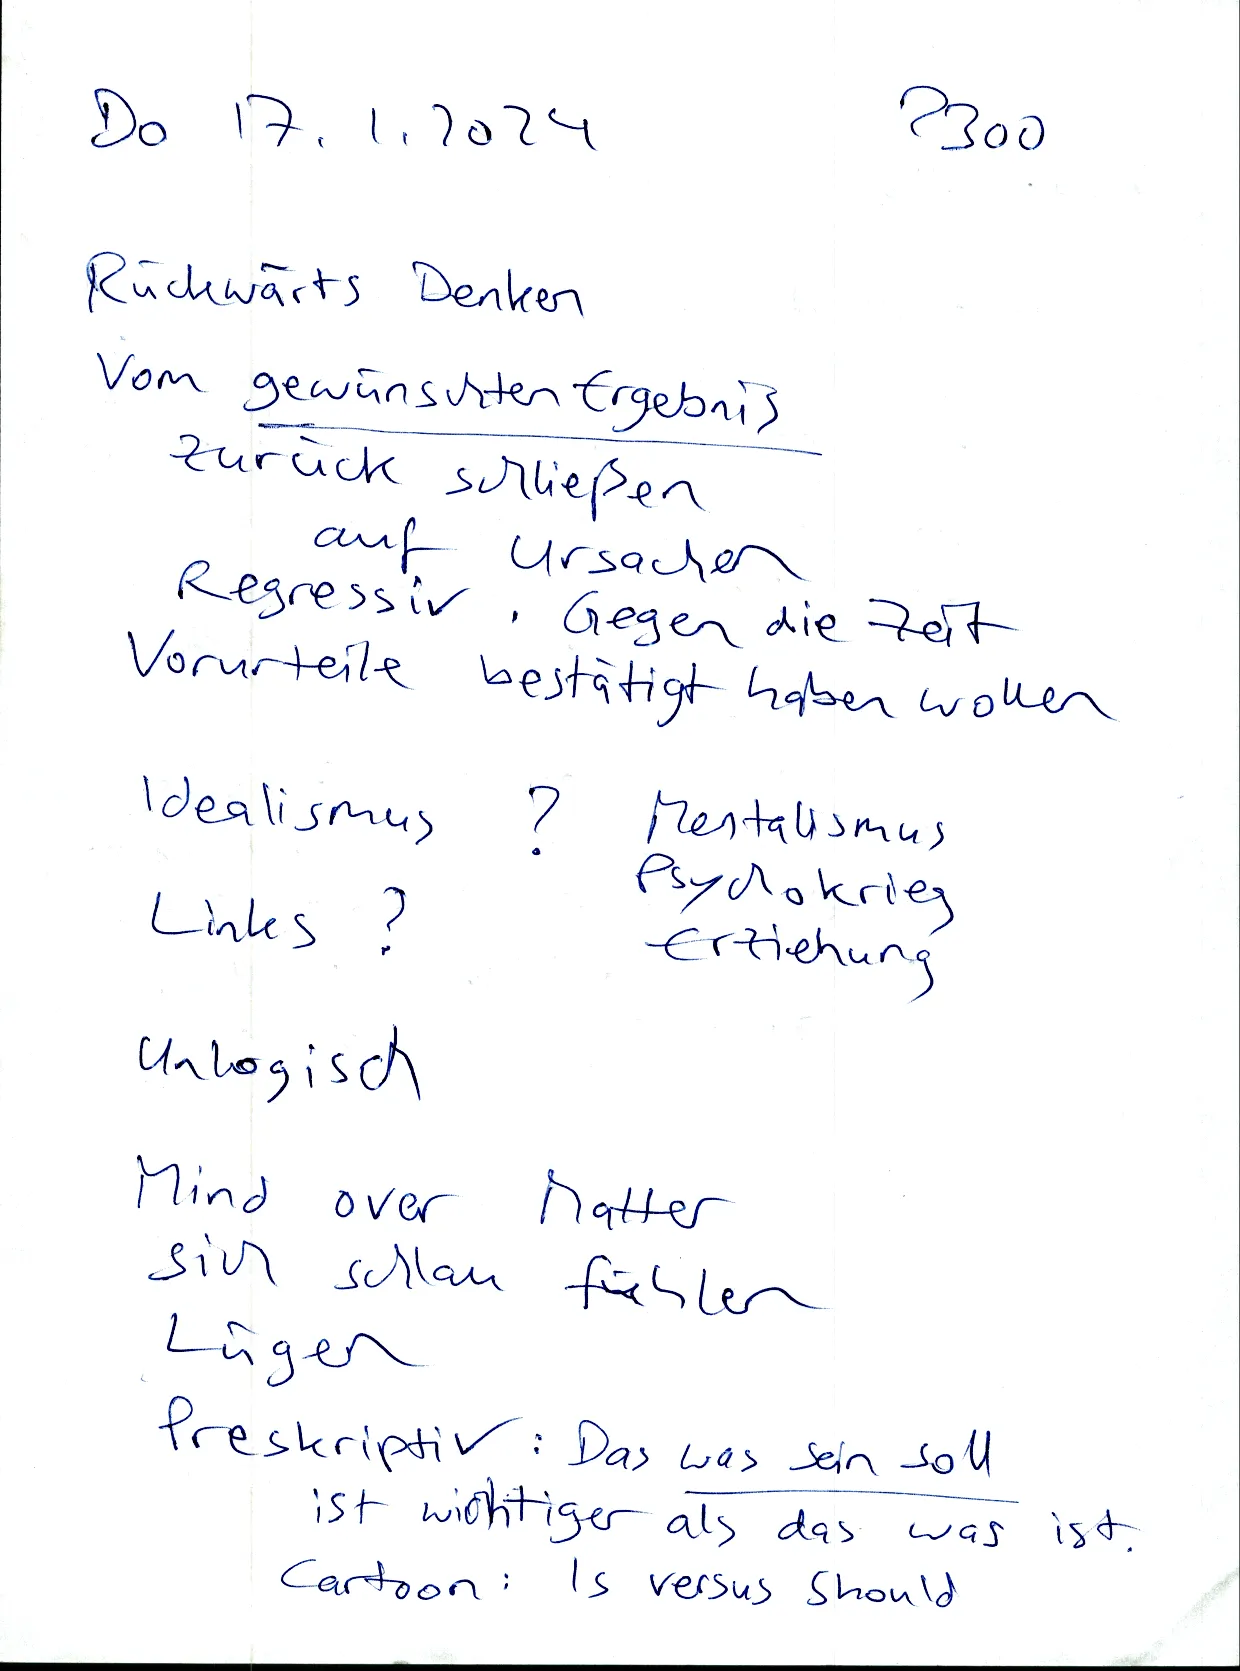 Do 17.1.2024 ?300
Rückwärts Denken
Vom gewünschten Ergebnis
zurück schließen
auf Ursachen
Regressiv, Gegen die Zeit
Vorurteile bestätigt haben wollen
Idealismus ? Mentalismus
Psychokrieg
Links ? Erziehung
Unlogisch
Mind over Matter
sich schlau fühlen
Lügen
Preskriptiv: Das was sein soll
ist wichtiger als das was ist.
Cartoon: Is versus Should